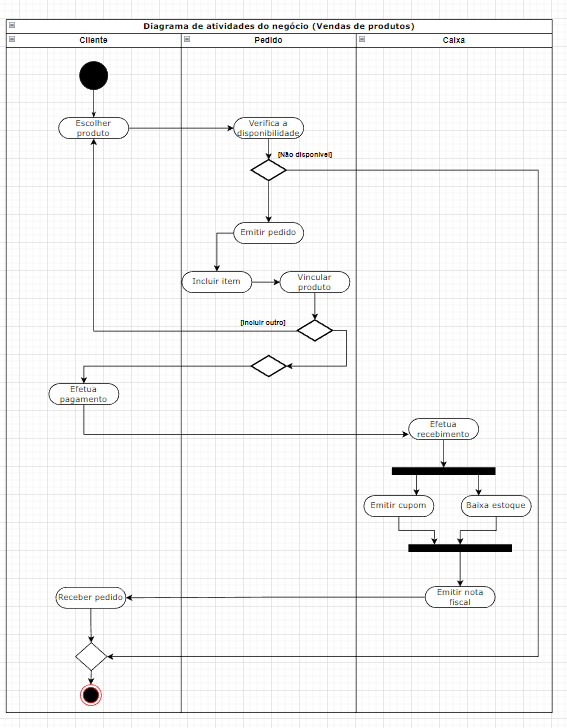 Diagrama de atividades do negócio (Vendas de produtos)
Cliente
Pedido
Caixa
Escolher
produto
Verifica a
disponibilidade
[Não disponível]
Emitir pedido
Incluir item
Vincular
produto
[Incluir outro]
Efetua
pagamento
Efetua
recebimento
Emitir cupom
Baixa estoque
Receber pedido
Emitir nota
fiscal